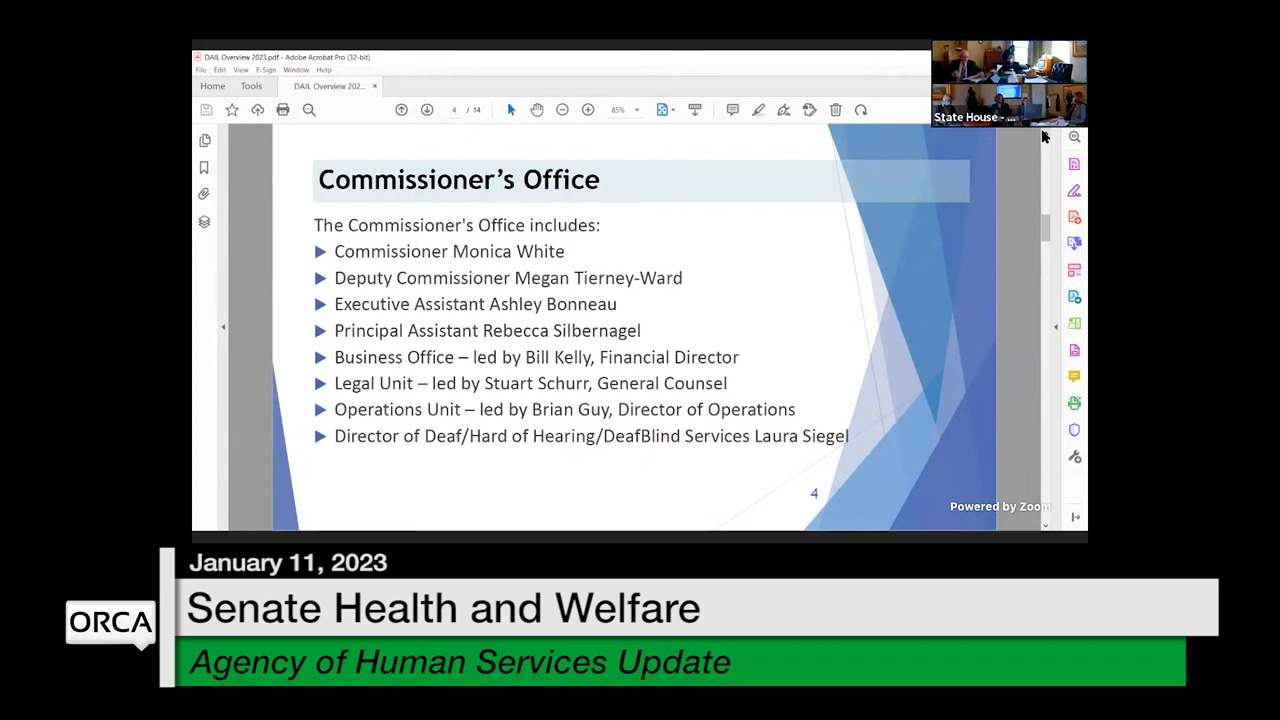 DAIL Overview 2023.pdf - Adobe Acrobat Pro (32-bit)
File Edit View E-Sign Window Help
Home Tools DAIL Overview 202... ×
4 / 14 85%
State House - ...
Commissioner's Office
The Commissioner's Office includes:
Commissioner Monica White
Deputy Commissioner Megan Tierney-Ward
Executive Assistant Ashley Bonneau
Principal Assistant Rebecca Silbernagel
Business Office – led by Bill Kelly, Financial Director
Legal Unit – led by Stuart Schurr, General Counsel
Operations Unit – led by Brian Guy, Director of Operations
Director of Deaf/Hard of Hearing/DeafBlind Services Laura Siegel
4
Powered by Zoom
January 11, 2023
ORCA
Senate Health and Welfare
Agency of Human Services Update